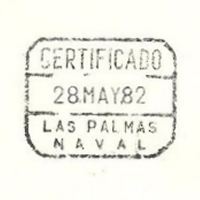 CERTIFICADO
28.MAY.82
LAS PALMAS
NAVAL